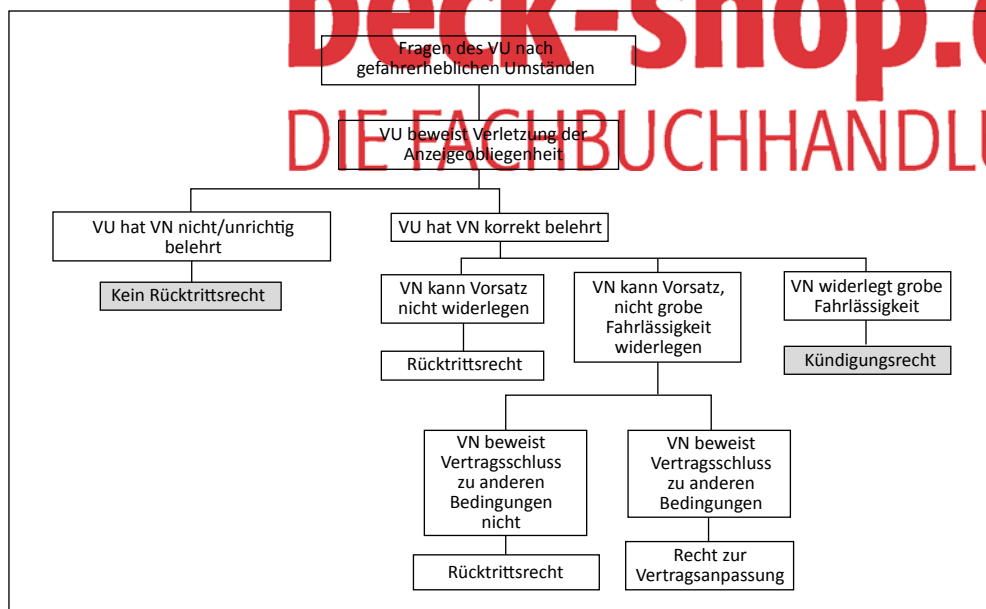 beck-shop.d
DIE FACHBUCHHANDLU
Fragen des VU nach
gefahrerheblichen Umständen
VU beweist Verletzung der
Anzeigeobliegenheit
VU hat VN nicht/unrichtig
belehrt
Kein Rücktrittsrecht
VU hat VN korrekt belehrt
VN kann Vorsatz
nicht widerlegen
Rücktrittsrecht
VN kann Vorsatz,
nicht grobe
Fahrlässigkeit
widerlegen
VN widerlegt grobe
Fahrlässigkeit
Kündigungsrecht
VN beweist
Vertragsschluss
zu anderen
Bedingungen
nicht
Rücktrittsrecht
VN beweist
Vertragsschluss
zu anderen
Bedingungen
Recht zur
Vertragsanpassung